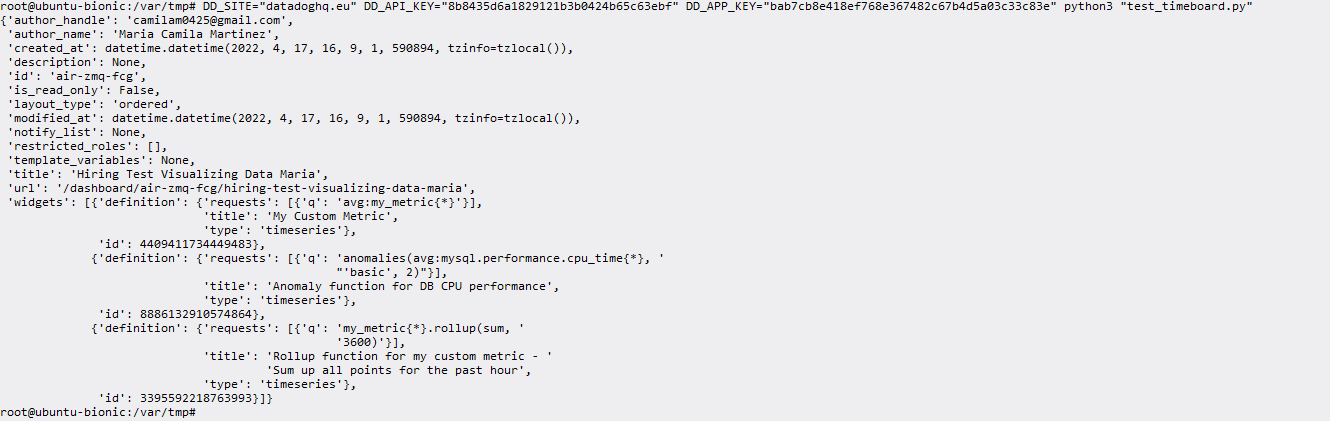 root@ubuntu-bionic:/var/tmp# DD_SITE="datadoghq.eu" DD_API_KEY="8b8435d6a1829121b3b0424b65c63ebf" DD_APP_KEY="bab7cb8e418ef768e367482c67b4d5a03c33c83e" python3 "test_timeboard.py"
{'author_handle': 'camilam0425@gmail.com',
 'author_name': 'Maria Camila Martinez',
 'created_at': datetime.datetime(2022, 4, 17, 16, 9, 1, 590894, tzinfo=tzlocal()),
 'description': None,
 'id': 'air-zmq-fcg',
 'is_read_only': False,
 'layout_type': 'ordered',
 'modified_at': datetime.datetime(2022, 4, 17, 16, 9, 1, 590894, tzinfo=tzlocal()),
 'notify_list': None,
 'restricted_roles': [],
 'template_variables': None,
 'title': 'Hiring Test Visualizing Data Maria',
 'url': '/dashboard/air-zmq-fcg/hiring-test-visualizing-data-maria',
 'widgets': [{'definition': {'requests': [{'q': 'avg:my_metric{*}'}],
                             'title': 'My Custom Metric',
                             'type': 'timeseries'},
              'id': 4409411734449483},
             {'definition': {'requests': [{'q': 'anomalies(avg:mysql.performance.cpu_time{*}, '
                                                "'basic', 2)"}],
                             'title': 'Anomaly function for DB CPU performance',
                             'type': 'timeseries'},
              'id': 8886132910574864},
             {'definition': {'requests': [{'q': 'my_metric{*}.rollup(sum, '
                                                '3600)'}],
                             'title': 'Rollup function for my custom metric - '
                                      'Sum up all points for the past hour',
                             'type': 'timeseries'},
              'id': 3395592218763993}]}
root@ubuntu-bionic:/var/tmp#